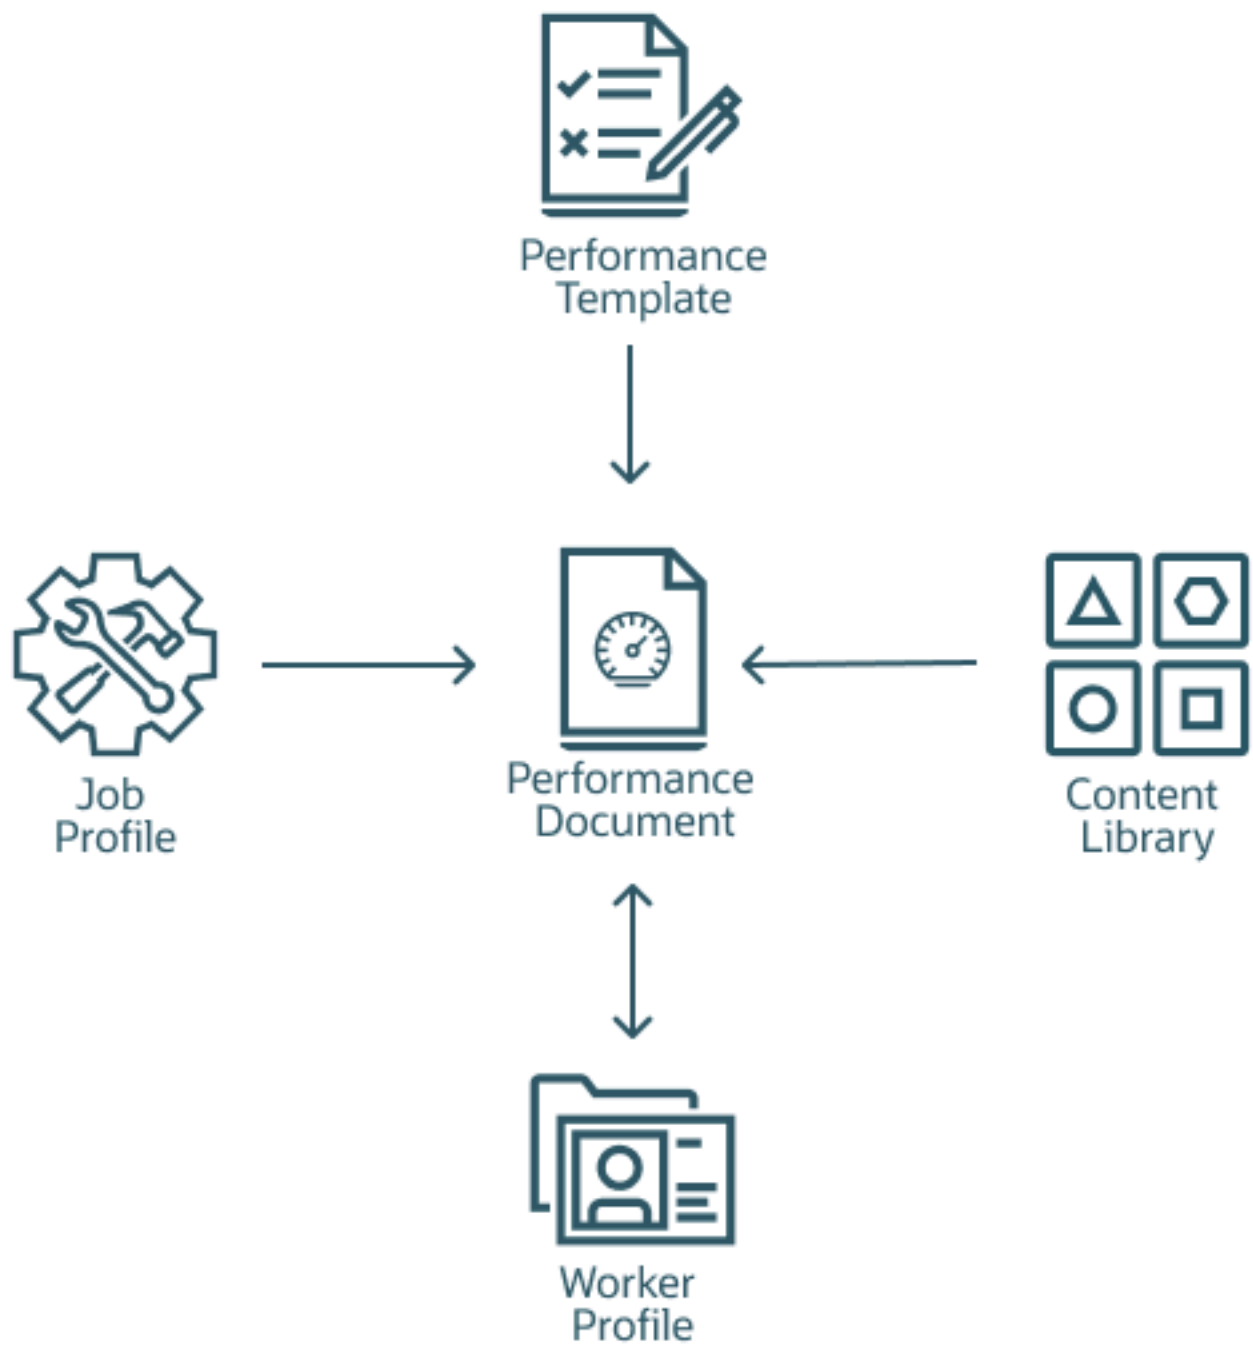 Performance
Template
Job
Profile
Performance
Document
Content
Library
Worker
Profile